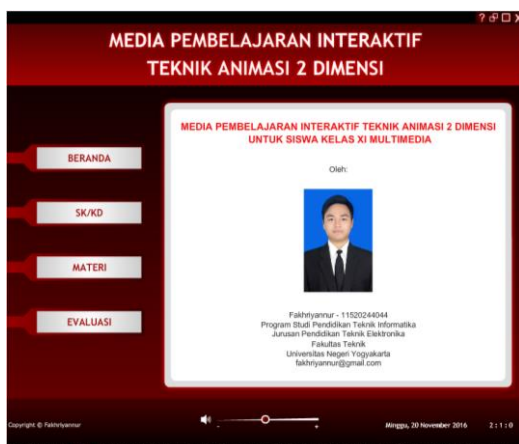 MEDIA PEMBELAJARAN INTERAKTIF
TEKNIK ANIMASI 2 DIMENSI
BERANDA
SK/KD
MATERI
EVALUASI
MEDIA PEMBELAJARAN INTERAKTIF TEKNIK ANIMASI 2 DIMENSI
UNTUK SISWA KELAS XI MULTIMEDIA
Oleh:
Fakhriyannur - 11520244044
Program Studi Pendidikan Teknik Informatika
Jurusan Pendidikan Teknik Elektronika
Fakultas Teknik
Universitas Negeri Yogyakarta
fakhriyannur@gmail.com
Copyright © Fakhriyannur
- +
Minggu, 20 November 2016 2:1:0